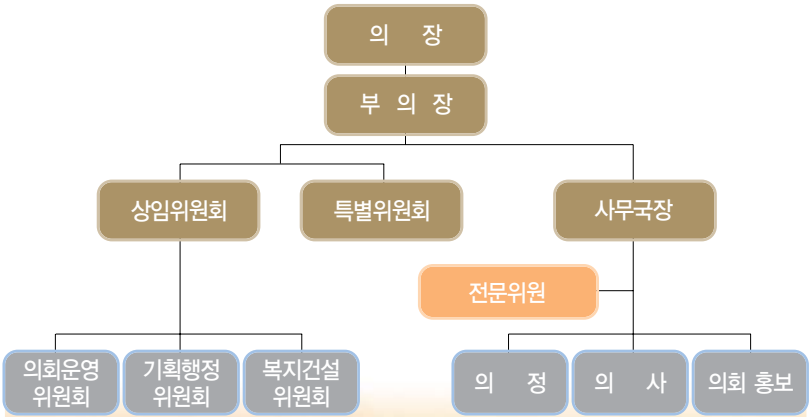 의 장
부 의 장
상임위원회
특별위원회
사무국장
전문위원
의회운영
위원회
기획행정
위원회
복지건설
위원회
의 정
의 사
의회 홍보